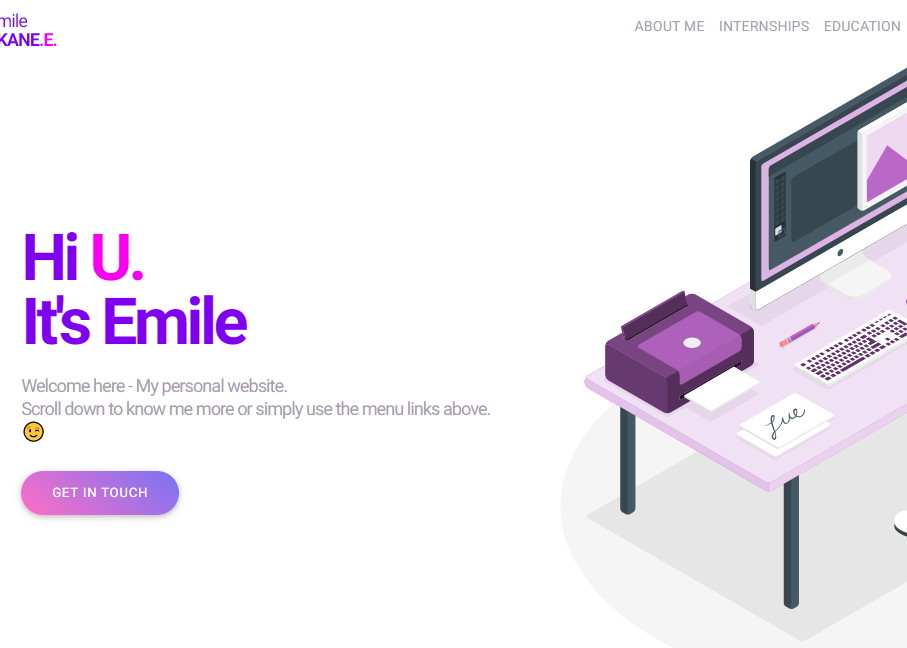 mile
KANE.E.
ABOUT ME INTERNSHIPS EDUCATION
Hi U.
It's Emile
Welcome here - My personal website.
Scroll down to know me more or simply use the menu links above.
😉
GET IN TOUCH